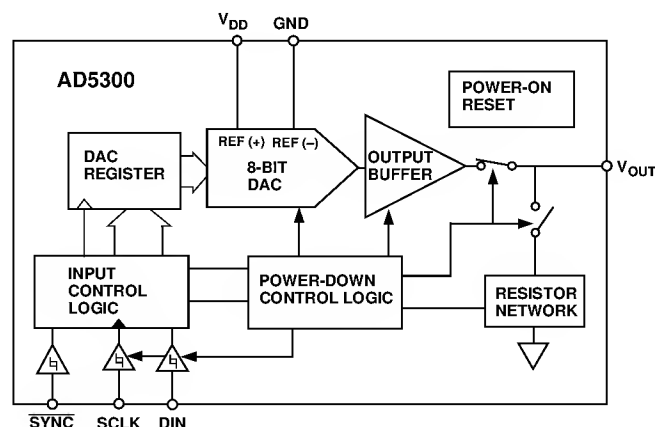 VDD GND
AD5300
POWER-ON
RESET
REF (+) REF (–)
DAC
REGISTER
8-BIT
DAC
OUTPUT
BUFFER
VOUT
INPUT
CONTROL
LOGIC
POWER-DOWN
CONTROL LOGIC
RESISTOR
NETWORK
SYNC SCLK DIN